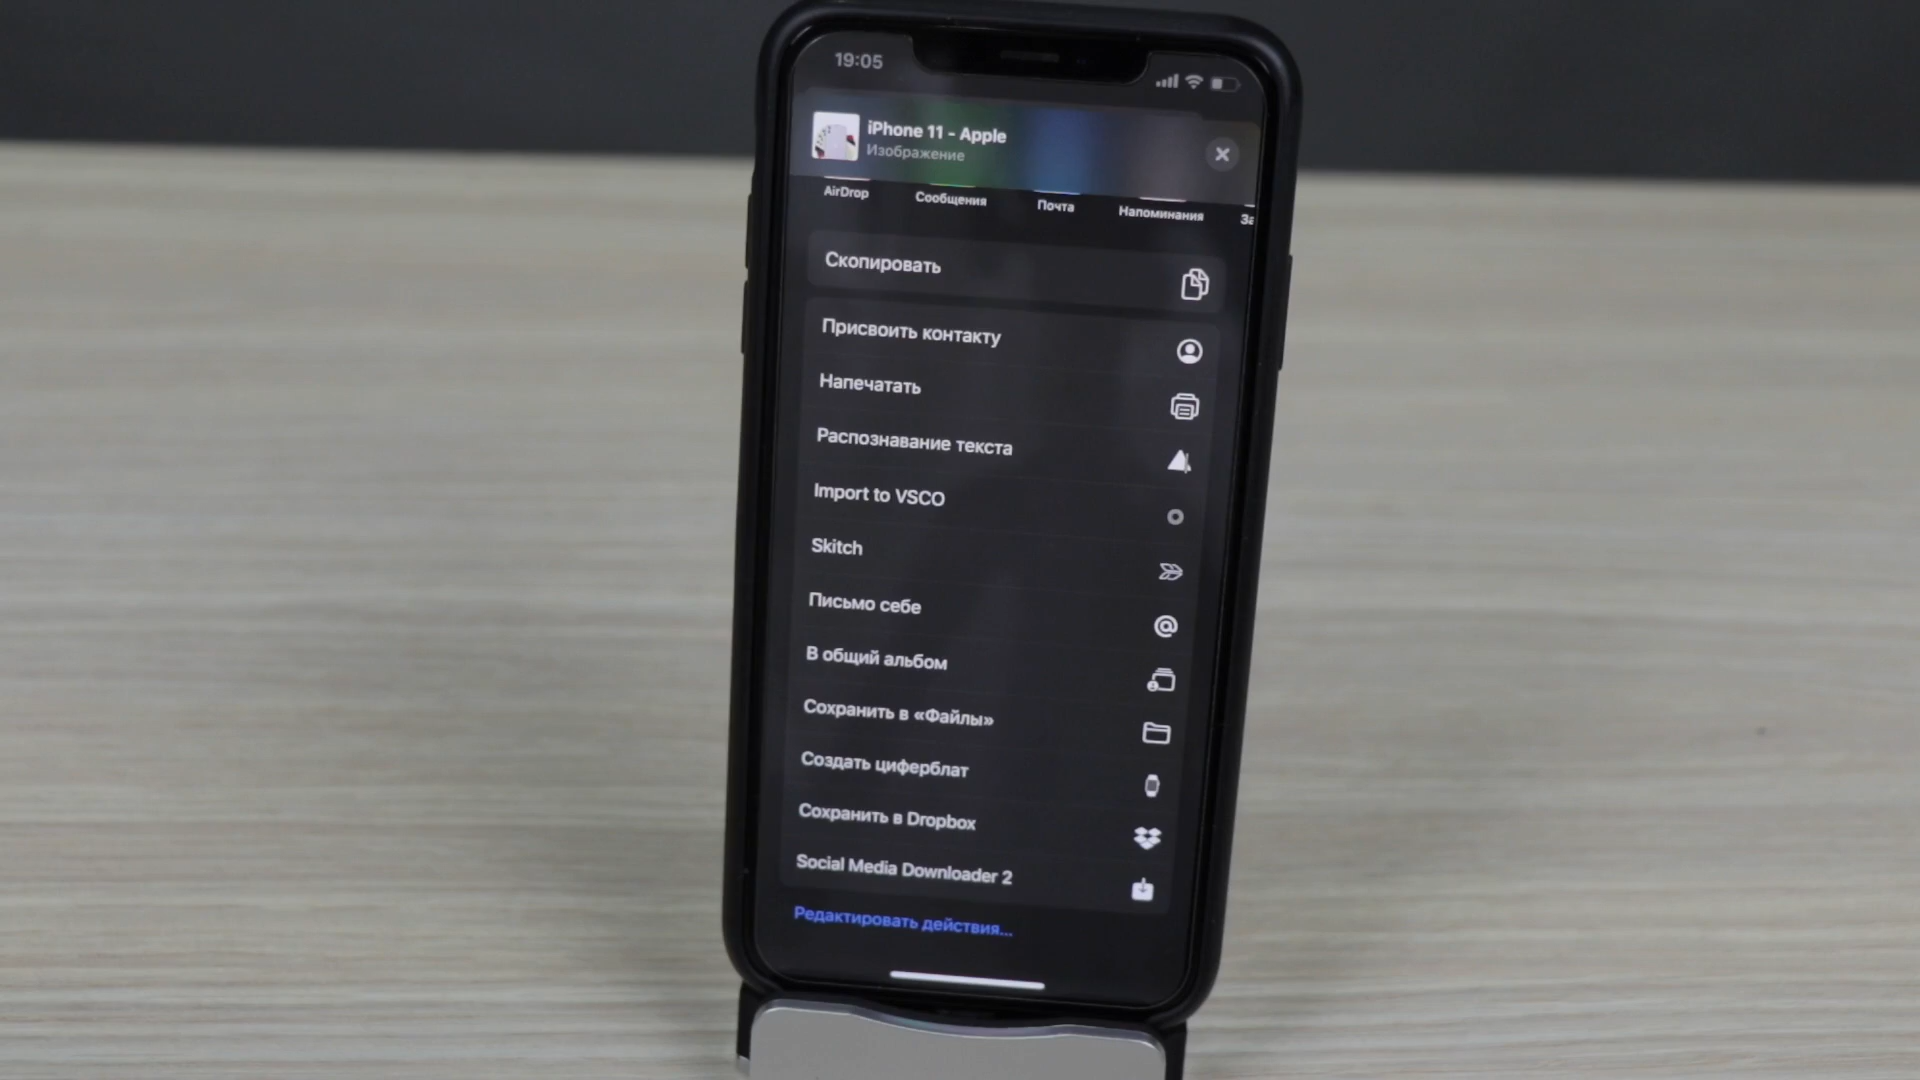 19:05
iPhone 11 - Apple
Изображение
AirDrop
Сообщения
Почта
Напоминания
За
Скопировать
Присвоить контакту
Напечатать
Распознавание текста
Import to VSCO
Skitch
Письмо себе
В общий альбом
Сохранить в «Файлы»
Создать циферблат
Сохранить в Dropbox
Social Media Downloader 2
Редактировать действия...